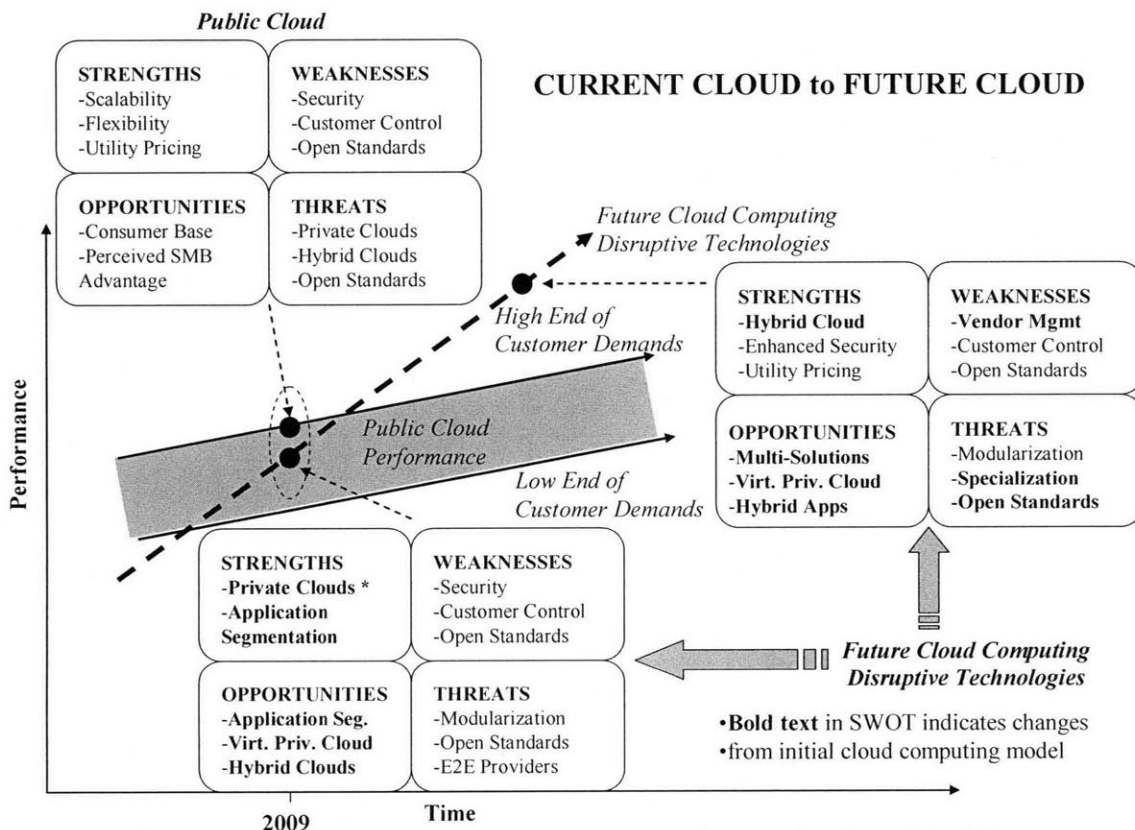 Public Cloud
STRENGTHS
-Scalability
-Flexibility
-Utility Pricing
WEAKNESSES
-Security
-Customer Control
-Open Standards
OPPORTUNITIES
-Consumer Base
-Perceived SMB
Advantage
THREATS
-Private Clouds
-Hybrid Clouds
-Open Standards
CURRENT CLOUD to FUTURE CLOUD
Future Cloud Computing
Disruptive Technologies
High End of
Customer Demands
Public Cloud
Performance
Low End of
Customer Demands
STRENGTHS
-Hybrid Cloud
-Enhanced Security
-Utility Pricing
WEAKNESSES
-Vendor Mgmt
-Customer Control
-Open Standards
OPPORTUNITIES
-Multi-Solutions
-Virt. Priv. Cloud
-Hybrid Apps
THREATS
-Modularization
-Specialization
-Open Standards
STRENGTHS
-Private Clouds *
-Application
Segmentation
WEAKNESSES
-Security
-Customer Control
-Open Standards
OPPORTUNITIES
-Application Seg.
-Virt. Priv. Cloud
-Hybrid Clouds
THREATS
-Modularization
-Open Standards
-E2E Providers
Future Cloud Computing
Disruptive Technologies
•Bold text in SWOT indicates changes
•from initial cloud computing model
Performance
Time
2009